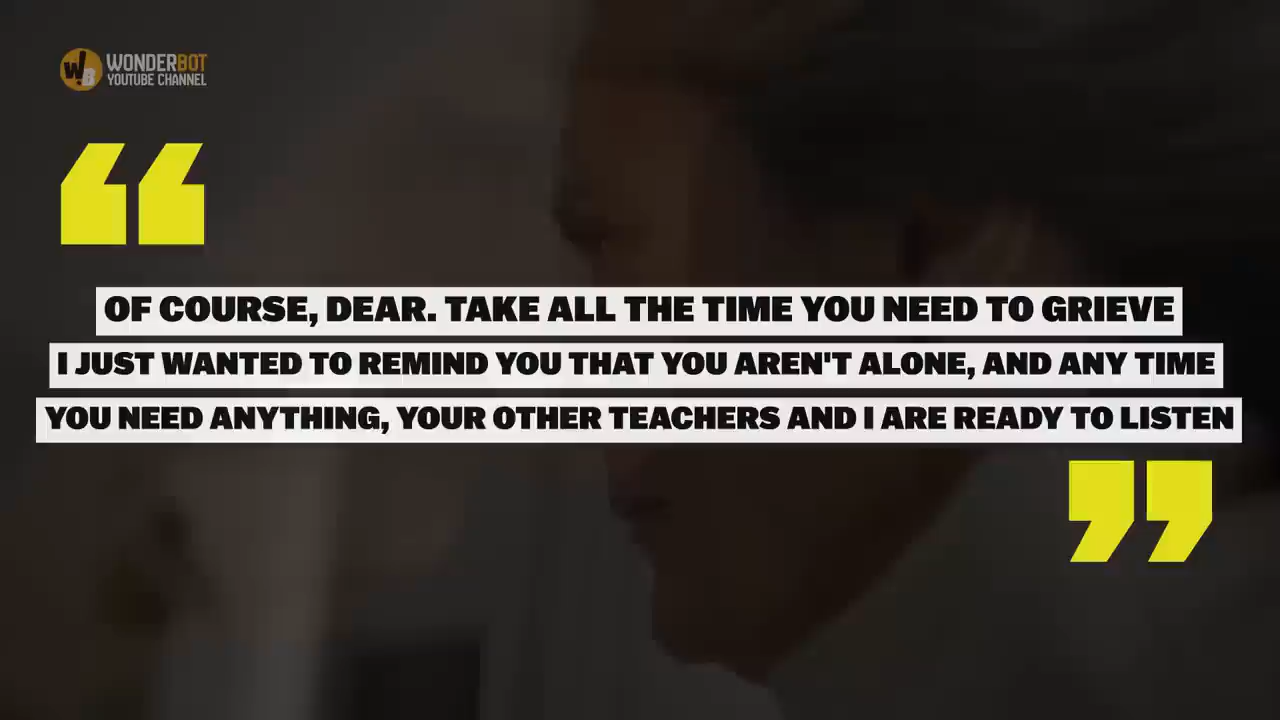 WONDERBOT
YOUTUBE CHANNEL
“
OF COURSE, DEAR. TAKE ALL THE TIME YOU NEED TO GRIEVE
I JUST WANTED TO REMIND YOU THAT YOU AREN'T ALONE, AND ANY TIME
YOU NEED ANYTHING, YOUR OTHER TEACHERS AND I ARE READY TO LISTEN
”